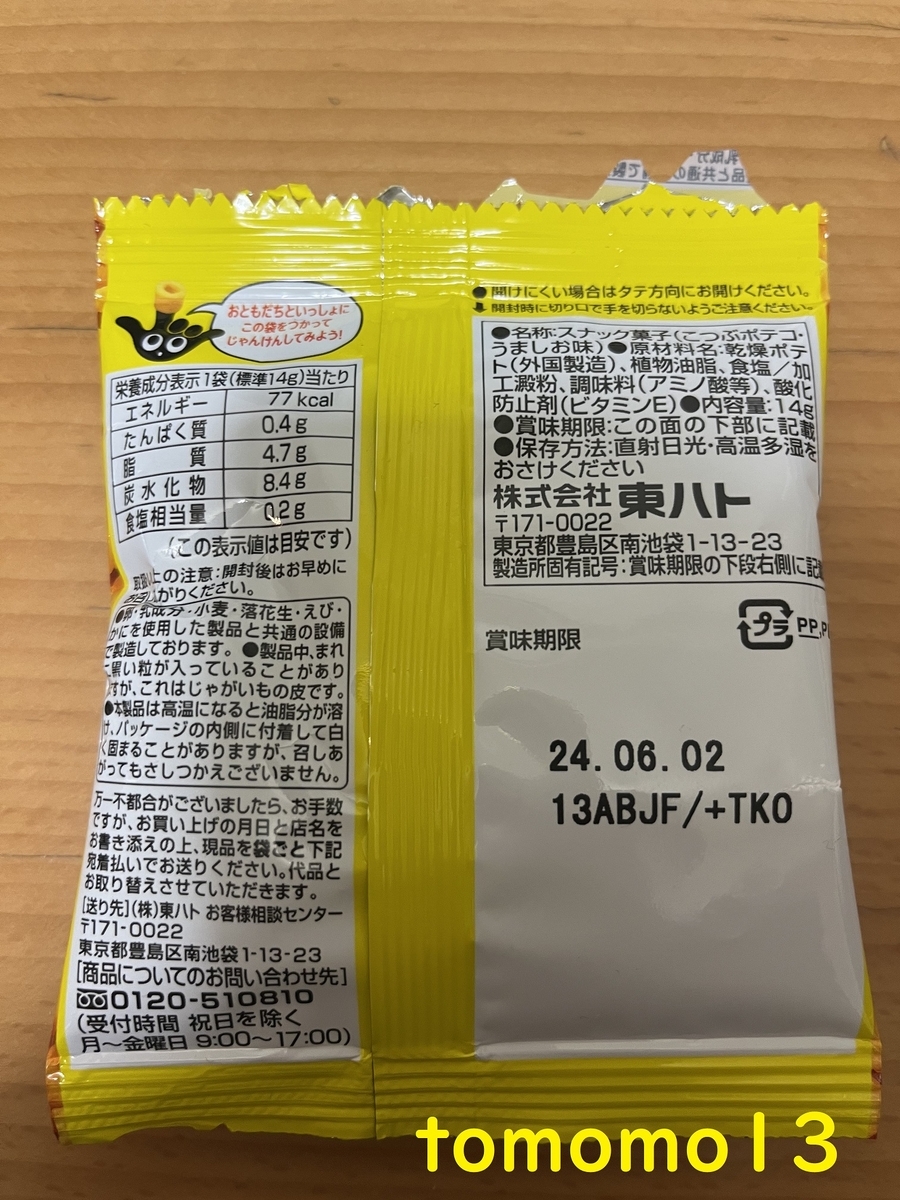 おともだちといっしょに
この袋をつかって
じゃんけんしてみよう!
栄養成分表示 1袋(標準14g)当たり
エネルギー 77kcal
たんぱく質 0.4g
脂質 4.7g
炭水化物 8.4g
食塩相当量 0.2g
(この表示値は目安です)
上の注意:開封後はお早めに
がりください。
●卵・乳成分・小麦・落花生・えび・
かにを使用した製品と共通の設備
で製造しております。●製品中、まれ
に黒い粒が入っていることがあり
ますが、これはじゃがいもの皮です。
●本製品は高温になると油脂分が溶
け、パッケージの内側に付着して白
く固まることがありますが、召しあ
がってもさしつかえございません。
万一不都合がございましたら、お手数
ですが、お買い上げの月日と店名を
お書き添えの上、現品を袋ごと下記
宛着払いでお送りください。代品と
お取り替えさせていただきます。
[送り先](株)東ハト お客様相談センター
〒171-0022
東京都豊島区南池袋1-13-23
[商品についてのお問い合わせ先]
0120-510810
(受付時間 祝日を除く
月~金曜日 9:00~17:00)
乳成分
品と共通の
●開けにくい場合はタテ方向にお開けください。
開封時に切り口で手を切らないようご注意ください。
●名称:スナック菓子(こつぶポテコ・
うましお味)●原材料名:乾燥ポテ
ト(外国製造)、植物油脂、食塩/加
工澱粉、調味料(アミノ酸等)、酸化
防止剤(ビタミンE)●内容量:14g
●賞味期限:この面の下部に記載
●保存方法:直射日光・高温多湿を
おさけください
株式会社 東ハト
〒171-0022
東京都豊島区南池袋1-13-23
製造所固有記号:賞味期限の下段右側に記載
プラ PP,P
賞味期限
24.06.02
13ABJF/+TKO
tomomo13